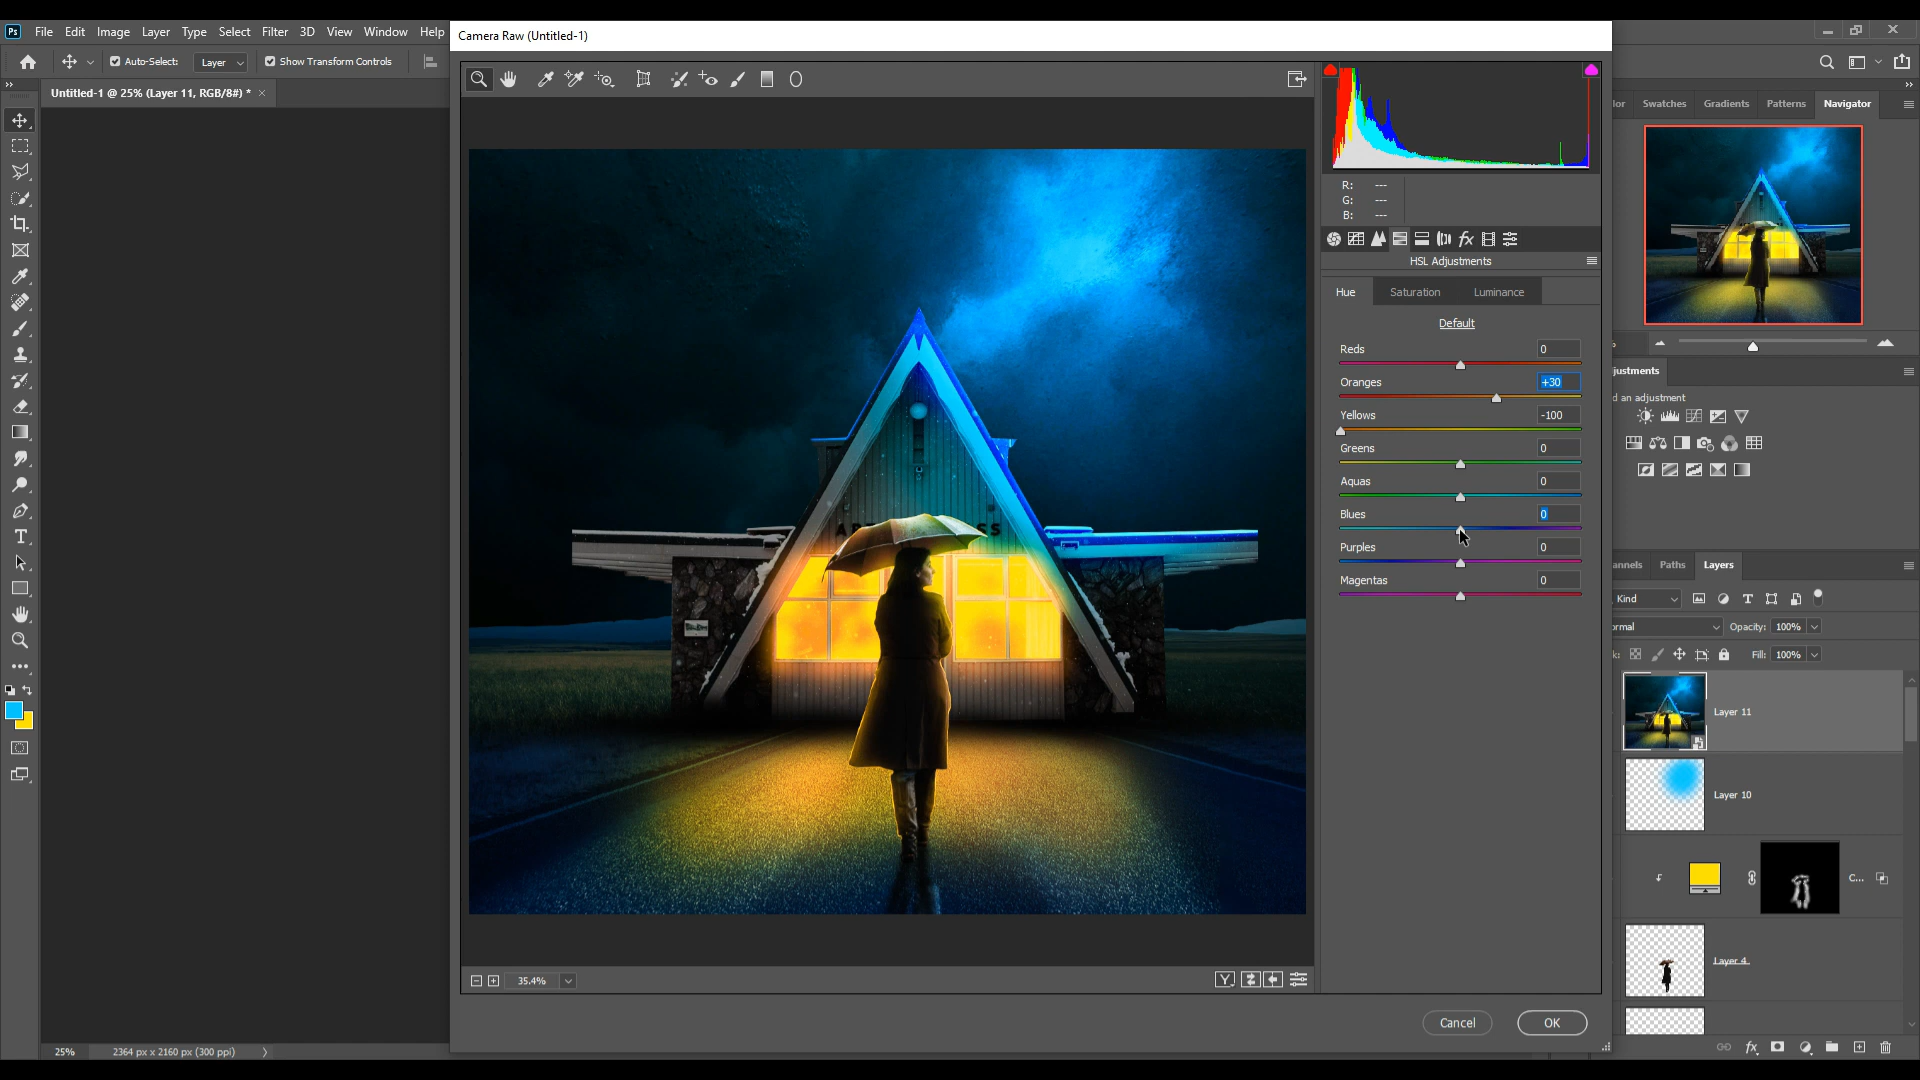 Ps File Edit Image Layer Type Select Filter 3D View Window Help
Camera Raw (Untitled-1)
Auto-Select: Layer Show Transform Controls
Untitled-1 @ 25% (Layer 11, RGB/8#) * ×
lor Swatches Gradients Patterns Navigator
R: ---
G: ---
B: ---
HSL Adjustments
Hue Saturation Luminance
Default
Reds 0
Oranges +30
Yellows -100
Greens 0
Aquas 0
Blues 0
Purples 0
Magentas 0
justments
d an adjustment
annels Paths Layers
Kind
ormal Opacity: 100%
k: Fill: 100%
Layer 11
Layer 10
C...
Layer 4
35.4%
Cancel OK
25% 2364 px x 2160 px (300 ppi)